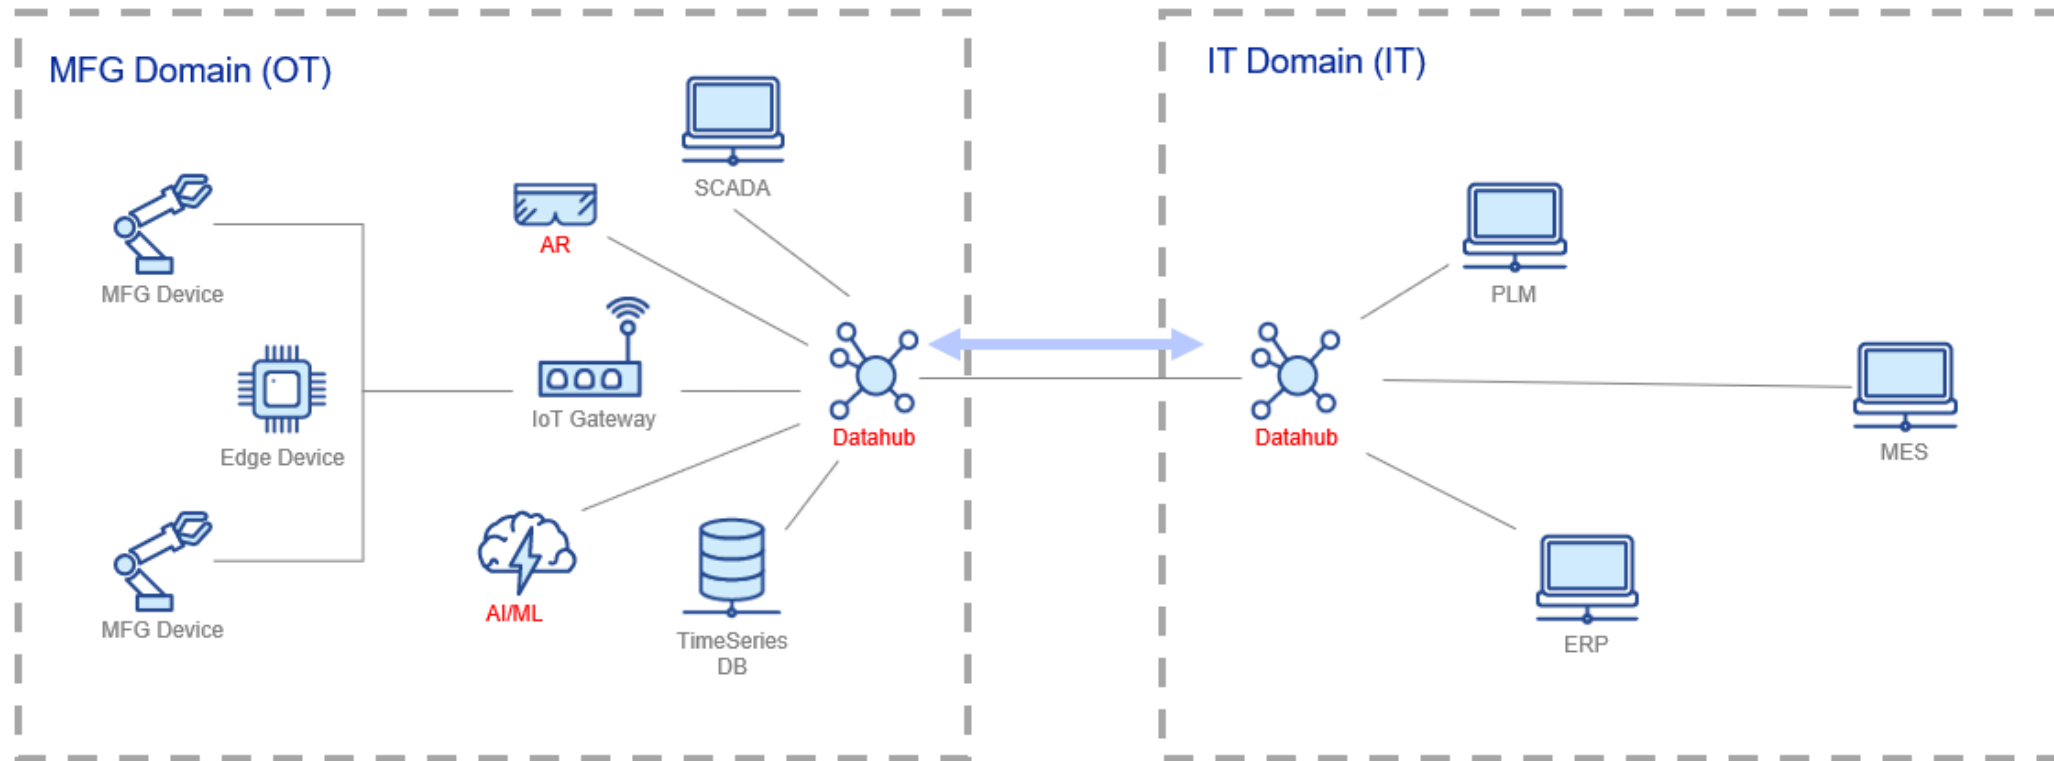 MFG Domain (OT)
IT Domain (IT)
SCADA
AR
MFG Device
PLM
IoT Gateway
Datahub
Datahub
Edge Device
MES
AI/ML
MFG Device
TimeSeries
DB
ERP